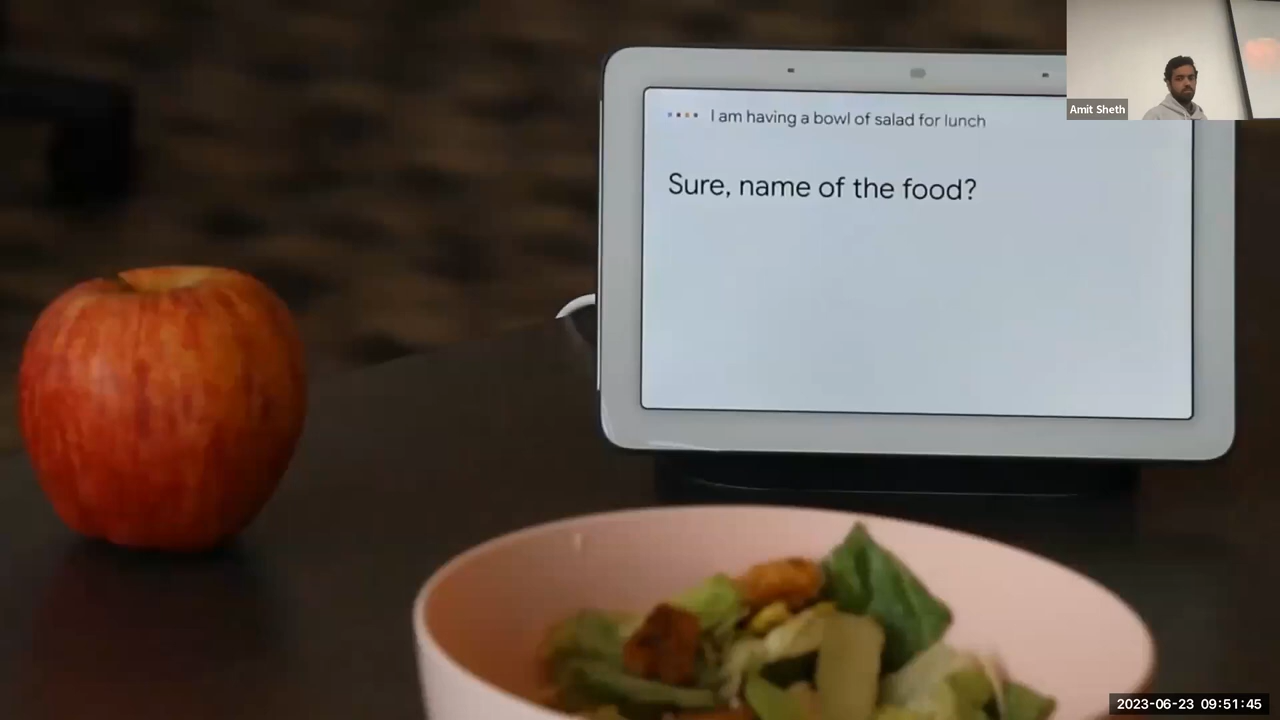 I am having a bowl of salad for lunch
Sure, name of the food?
Amit Sheth
2023-06-23 09:51:45